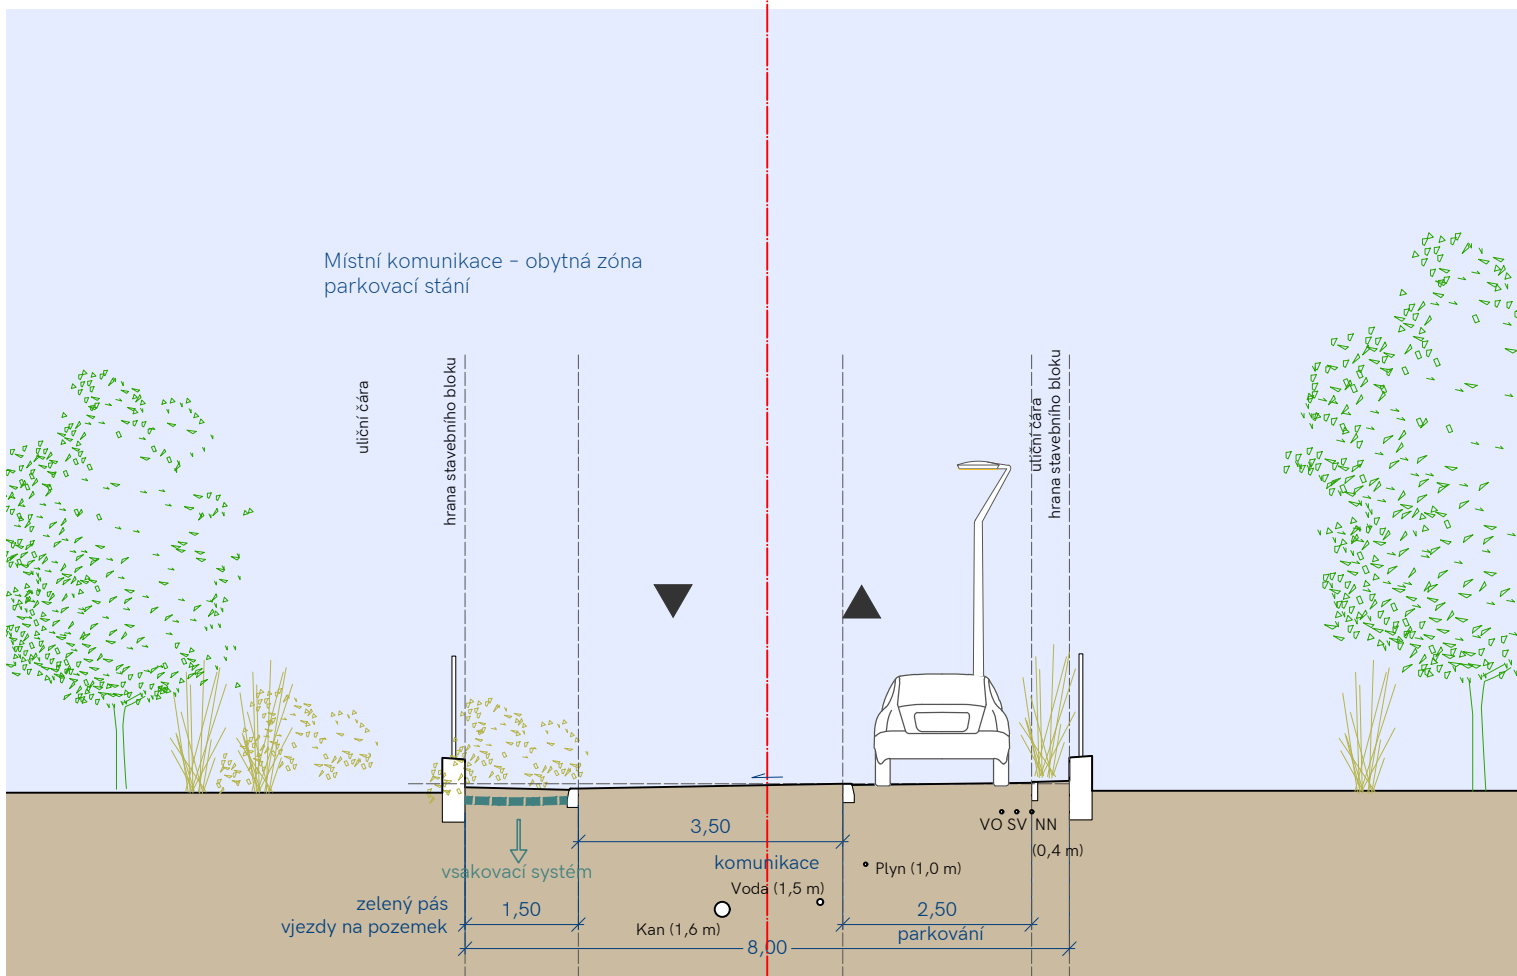 Místní komunikace – obytná zóna
parkovací stání
uliční čára
hrana stavebního bloku
uliční čára
hrana stavebního bloku
3,50
komunikace
VO SV NN
(0,4 m)
Plyn (1,0 m)
vsakovací systém
Voda (1,5 m)
zelený pás
vjezdy na pozemek
1,50
Kan (1,6 m)
2,50
parkování
8,00